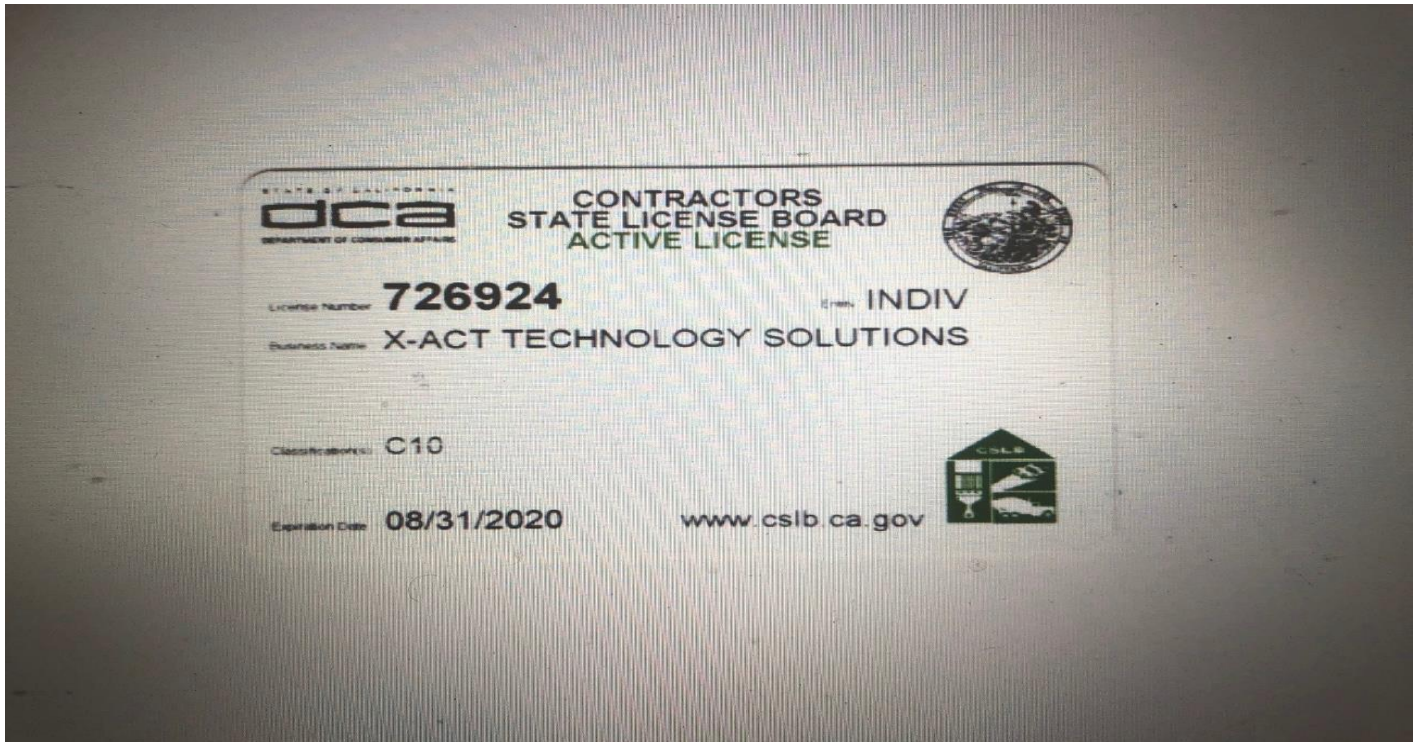 STATE OF CALIFORNIA
dca
DEPARTMENT OF CONSUMER AFFAIRS
CONTRACTORS
STATE LICENSE BOARD
ACTIVE LICENSE
License Number 726924
Entity INDIV
Business Name X-ACT TECHNOLOGY SOLUTIONS
Classification(s) C10
Expiration Date 08/31/2020
www.cslb.ca.gov
CSLB